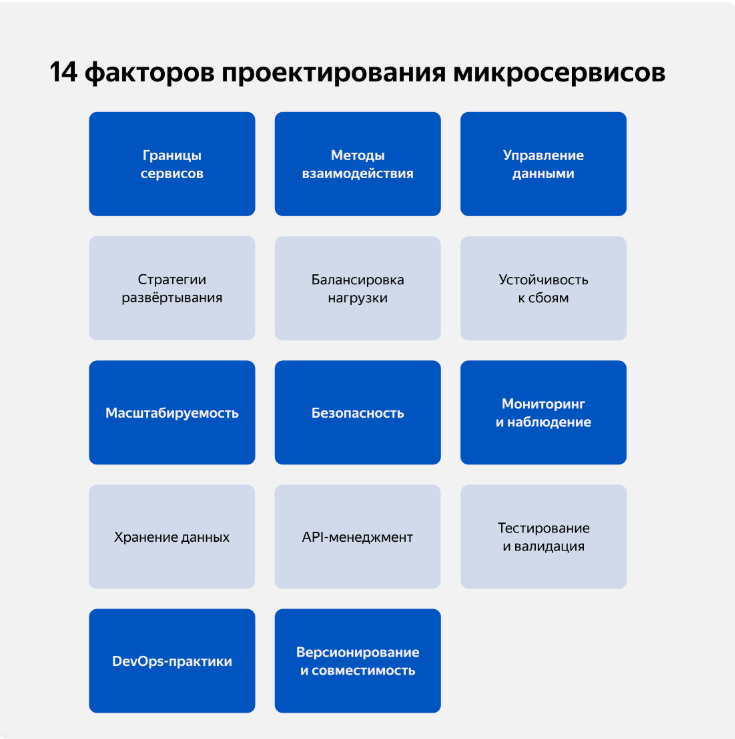 14 факторов проектирования микросервисов
Границы
сервисов
Методы
взаимодействия
Управление
данными
Стратегии
развёртывания
Балансировка
нагрузки
Устойчивость
к сбоям
Масштабируемость
Безопасность
Мониторинг
и наблюдение
Хранение данных
API-менеджмент
Тестирование
и валидация
DevOps-практики
Версионирование
и совместимость